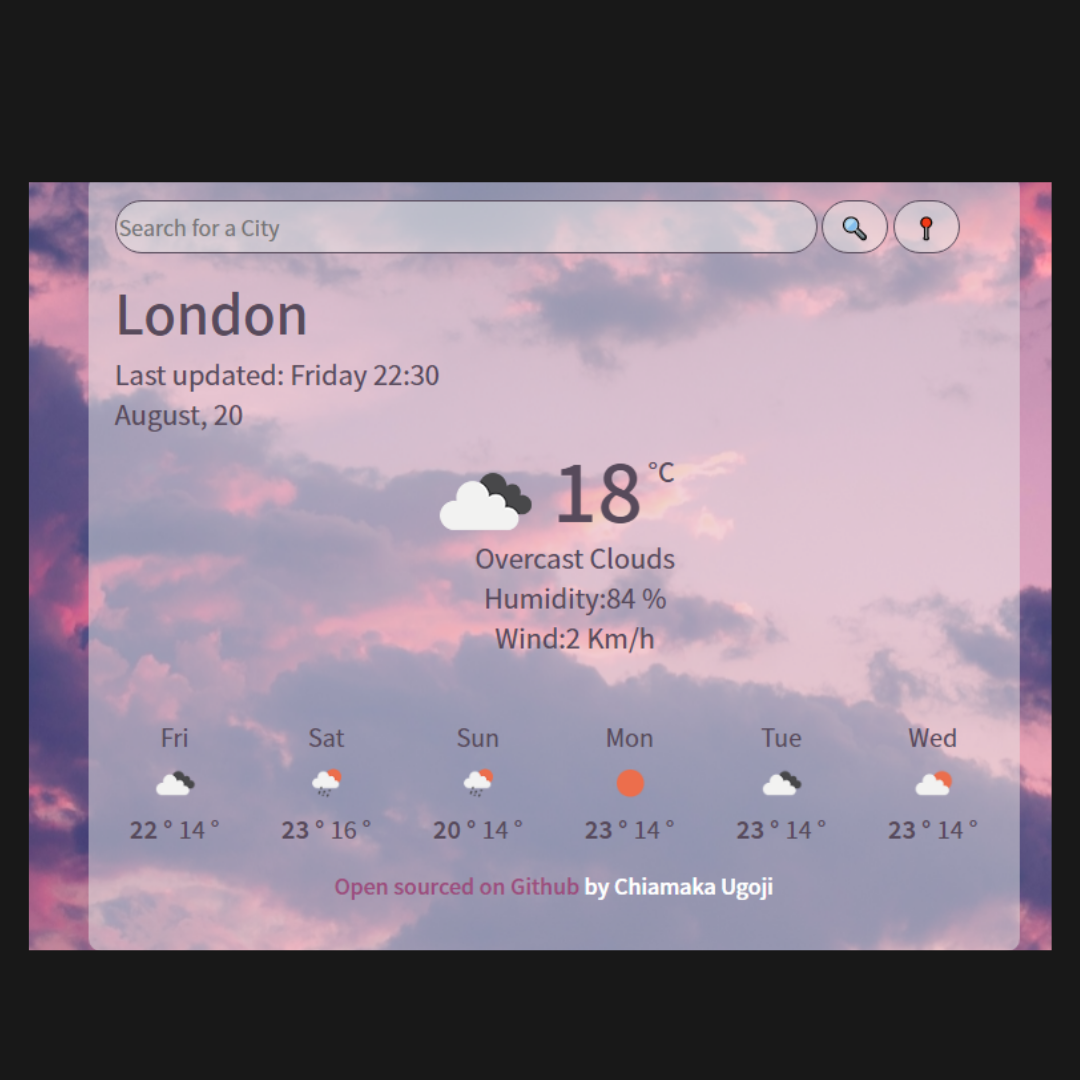 Search for a City
London
Last updated: Friday 22:30
August, 20
18 °C
Overcast Clouds
Humidity:84 %
Wind:2 Km/h
Fri Sat Sun Mon Tue Wed
22 ° 14 ° 23 ° 16 ° 20 ° 14 ° 23 ° 14 ° 23 ° 14 ° 23 ° 14 °
Open sourced on Github by Chiamaka Ugoji